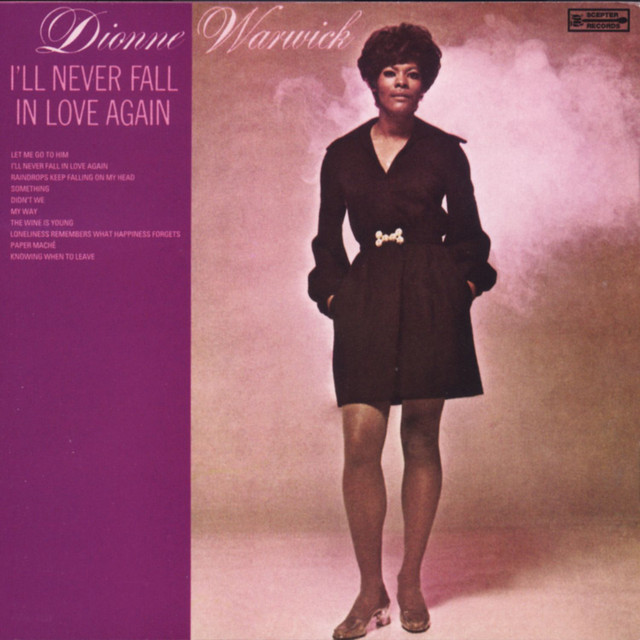 Dionne Warwick
SCEPTER
RECORDS
I'LL NEVER FALL
IN LOVE AGAIN
LET ME GO TO HIM
I'LL NEVER FALL IN LOVE AGAIN
RAINDROPS KEEP FALLING ON MY HEAD
SOMETHING
DIDN'T WE
MY WAY
THE WINE IS YOUNG
LONELINESS REMEMBERS WHAT HAPPINESS FORGETS
PAPER MACHÉ
KNOWING WHEN TO LEAVE